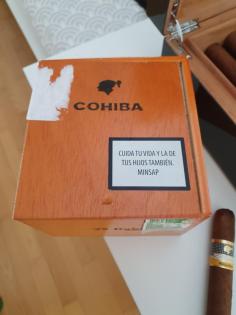 COHIBA
CUIDA TU VIDA Y LA DE
TUS HIJOS TAMBIÉN.
MINSAP